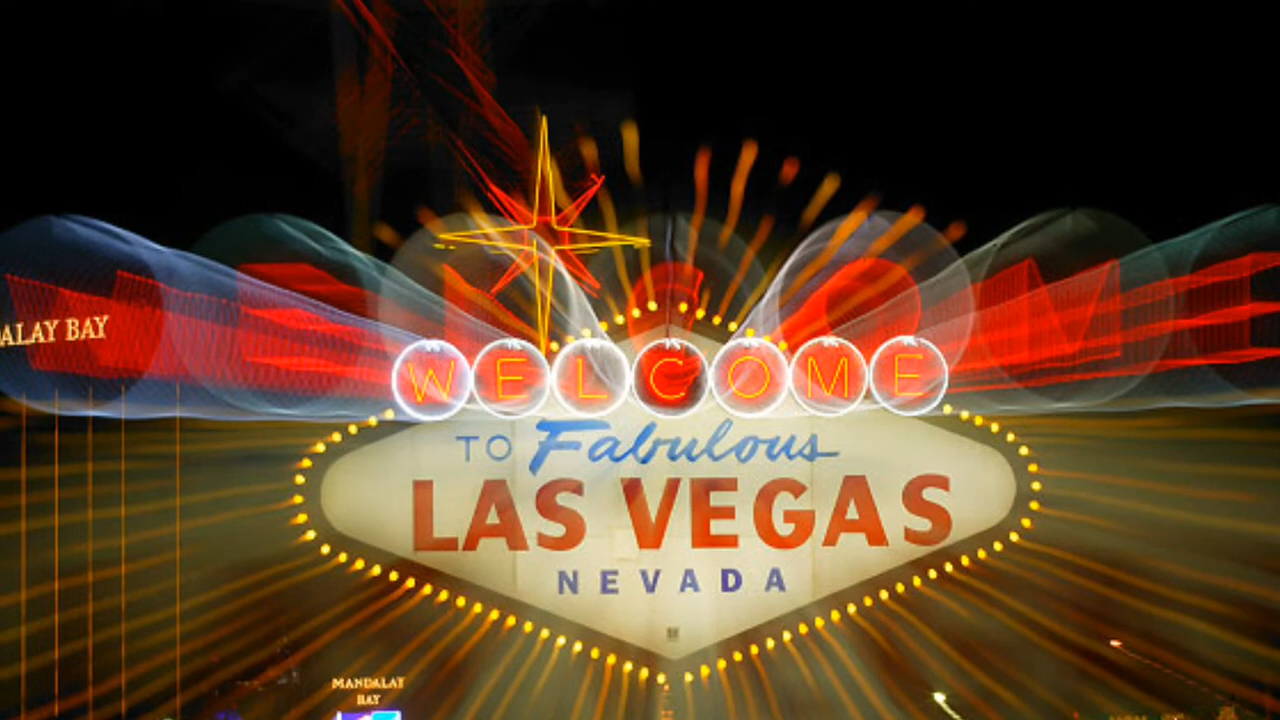 ALAY BAY
WELCOME
TO Fabulous
LAS VEGAS
NEVADA
MANDALAY
BAY